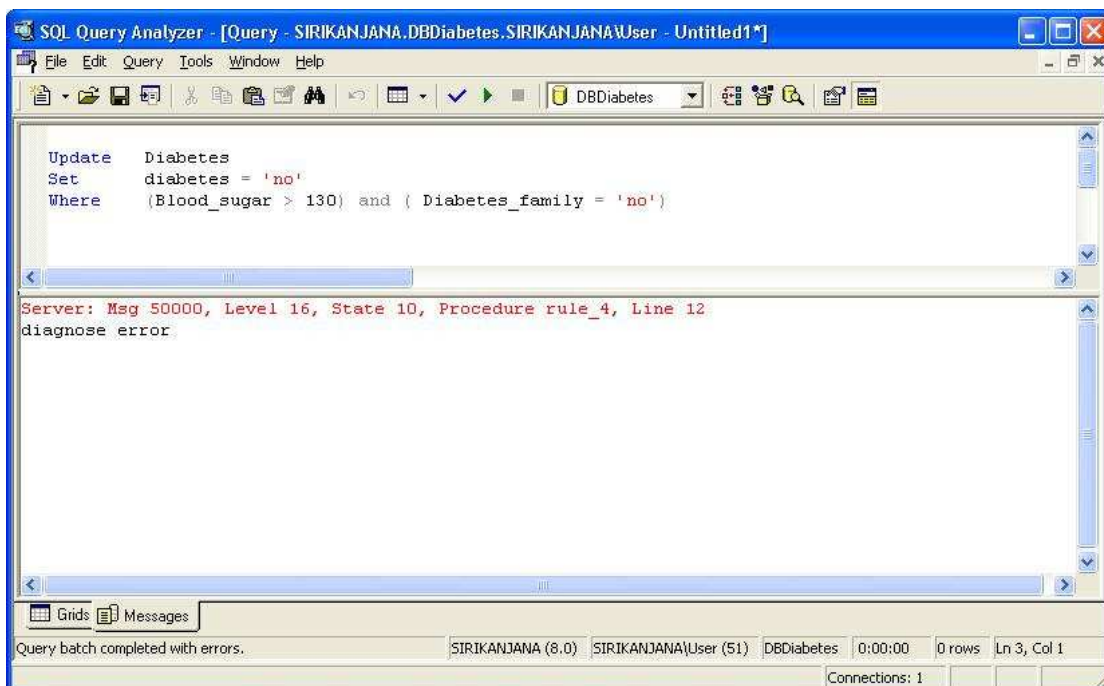 SQL Query Analyzer - [Query - SIRIKANJANA.DBDiabetes.SIRIKANJANA\User - Untitled1*]
File Edit Query Tools Window Help
DBDiabetes
Update Diabetes
Set diabetes = 'no'
Where (Blood_sugar > 130) and ( Diabetes_family = 'no')
Server: Msg 50000, Level 16, State 10, Procedure rule_4, Line 12
diagnose error
Grids Messages
Query batch completed with errors. SIRIKANJANA (8.0) SIRIKANJANA\User (51) DBDiabetes 0:00:00 0 rows Ln 3, Col 1
Connections: 1